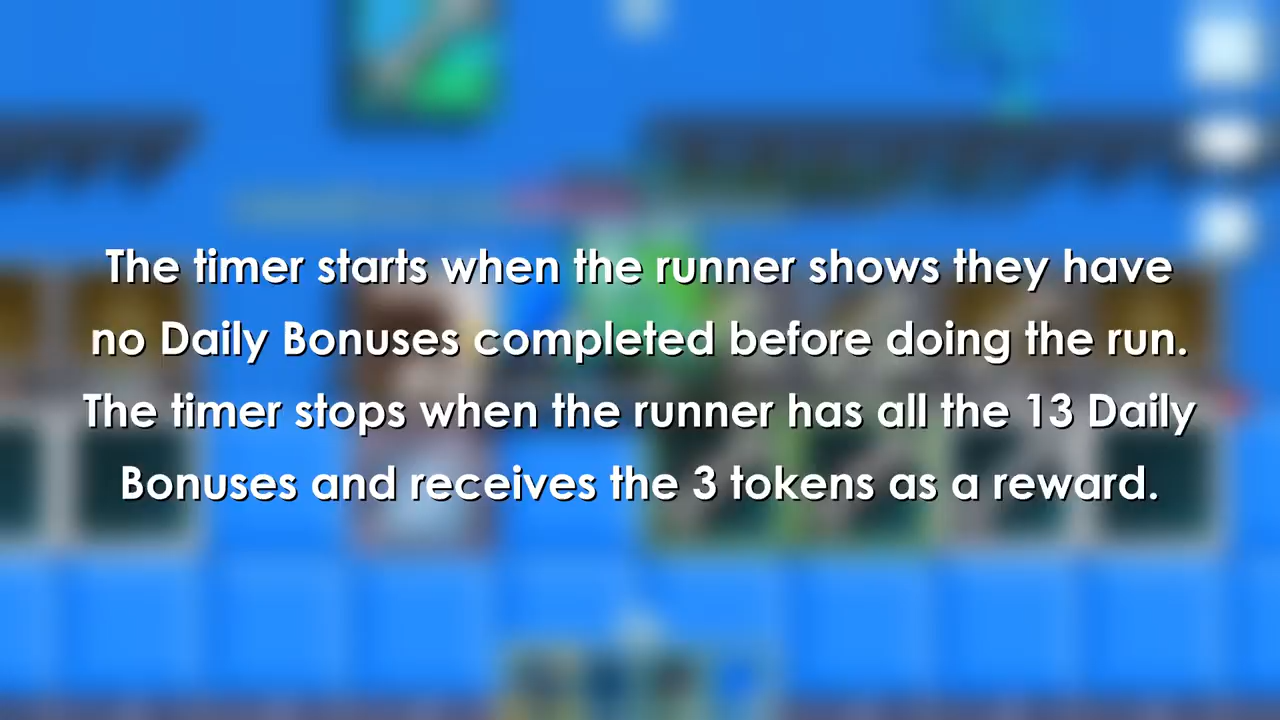 The timer starts when the runner shows they have
no Daily Bonuses completed before doing the run.
The timer stops when the runner has all the 13 Daily
Bonuses and receives the 3 tokens as a reward.